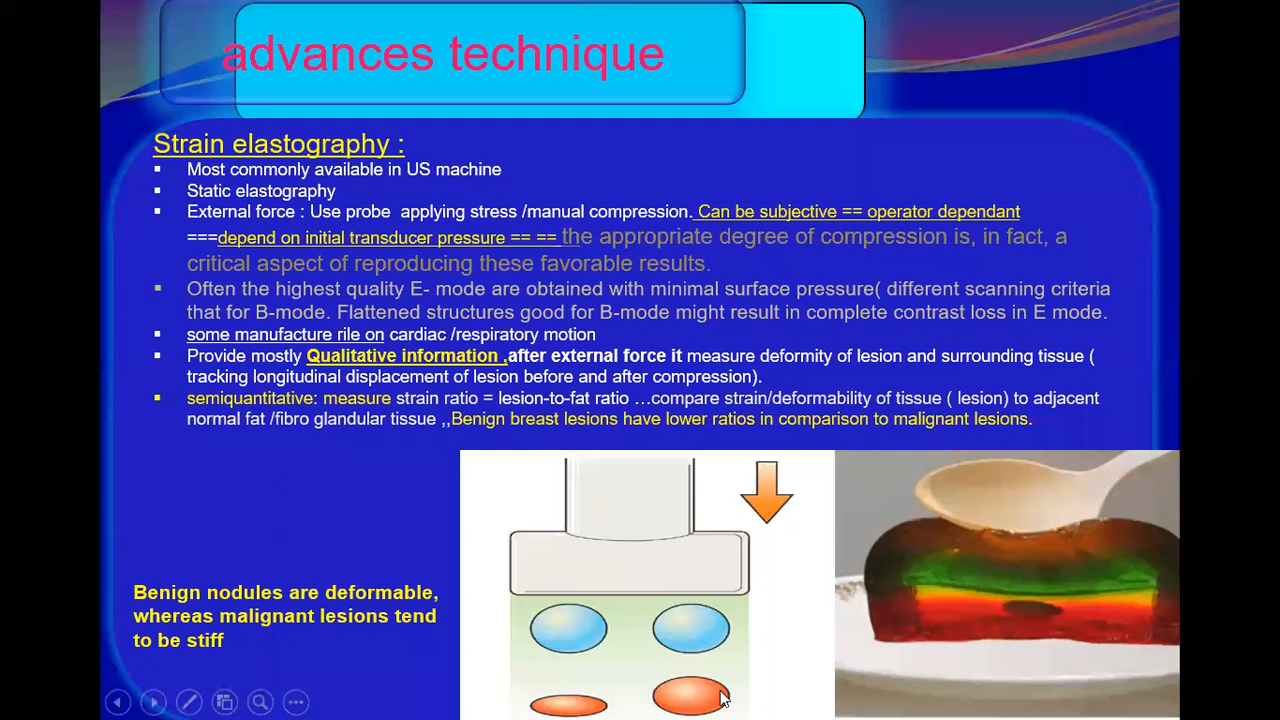 advances technique
Strain elastography :
Most commonly available in US machine
Static elastography
External force : Use probe applying stress /manual compression. Can be subjective == operator dependant
===depend on initial transducer pressure == == the appropriate degree of compression is, in fact, a
critical aspect of reproducing these favorable results.
Often the highest quality E- mode are obtained with minimal surface pressure( different scanning criteria
that for B-mode. Flattened structures good for B-mode might result in complete contrast loss in E mode.
some manufacture rile on cardiac /respiratory motion
Provide mostly Qualitative information ,after external force it measure deformity of lesion and surrounding tissue (
tracking longitudinal displacement of lesion before and after compression).
semiquantitative: measure strain ratio = lesion-to-fat ratio ...compare strain/deformability of tissue ( lesion) to adjacent
normal fat /fibro glandular tissue ,,Benign breast lesions have lower ratios in comparison to malignant lesions.
Benign nodules are deformable,
whereas malignant lesions tend
to be stiff